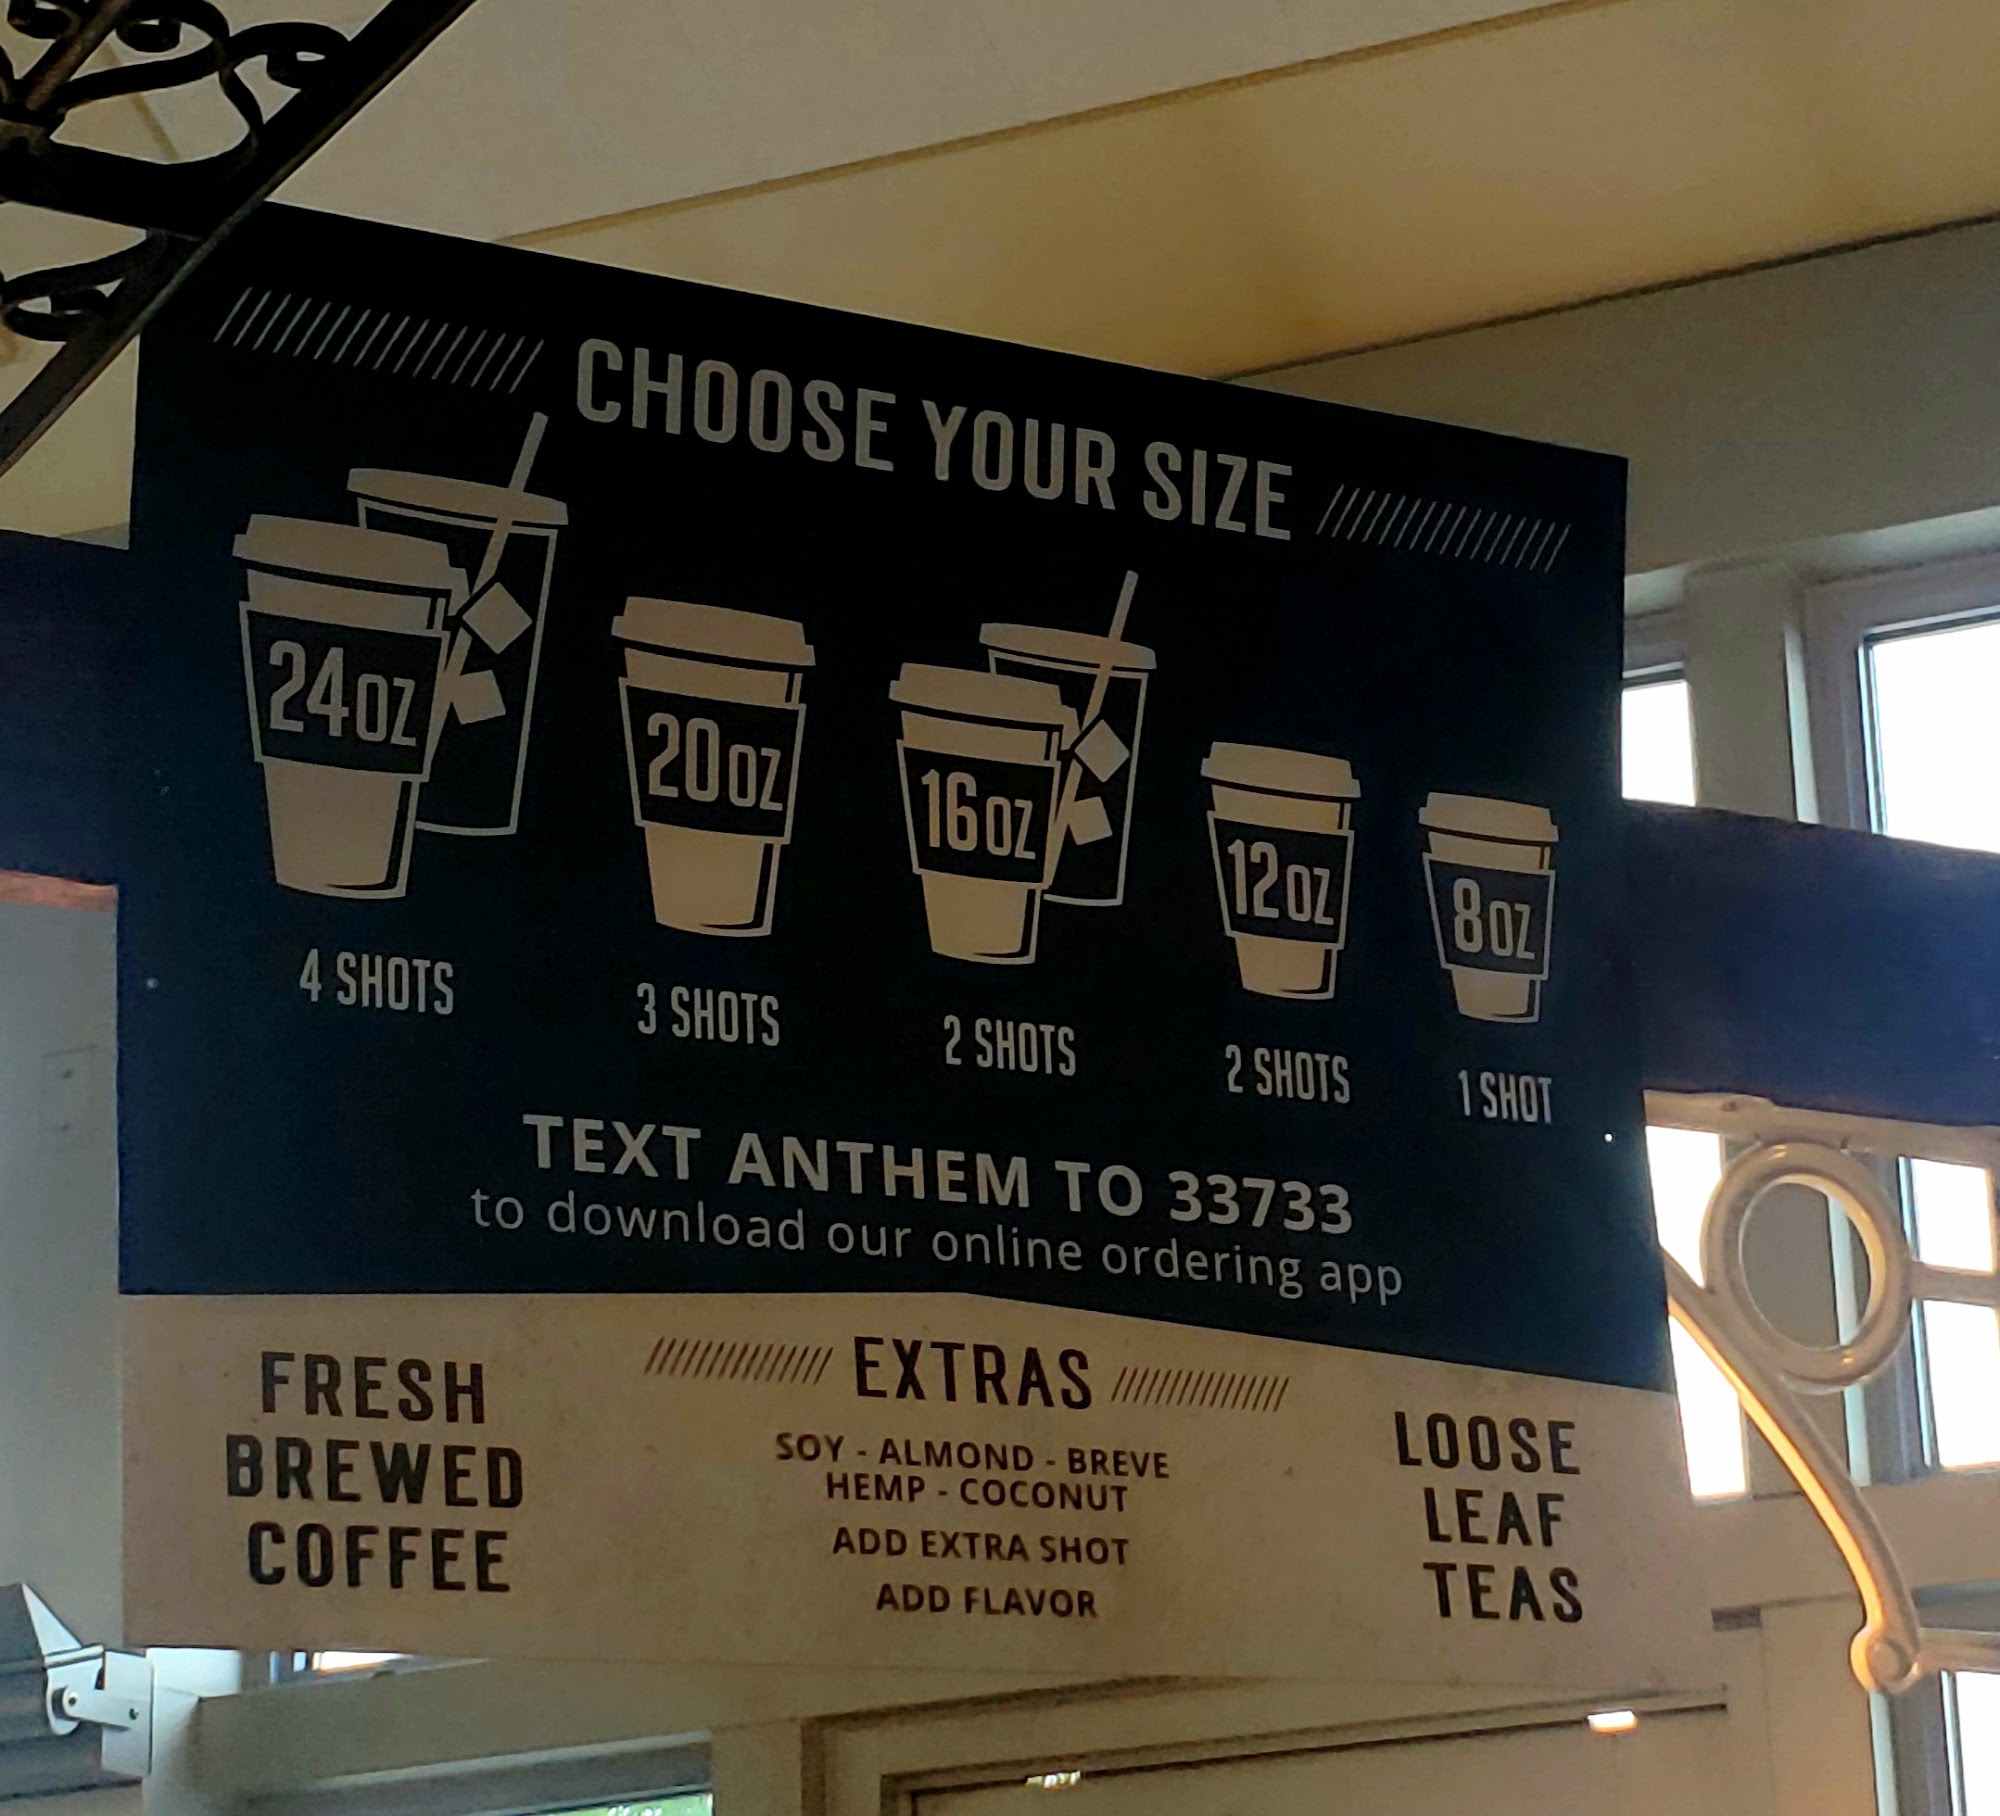 CHOOSE YOUR SIZE
24OZ 20OZ 16OZ 12OZ 8OZ
4 SHOTS 3 SHOTS 2 SHOTS 2 SHOTS 1 SHOT
TEXT ANTHEM TO 33733
to download our online ordering app
FRESH
BREWED
COFFEE
EXTRAS
SOY - ALMOND - BREVE
HEMP - COCONUT
ADD EXTRA SHOT
ADD FLAVOR
LOOSE
LEAF
TEAS